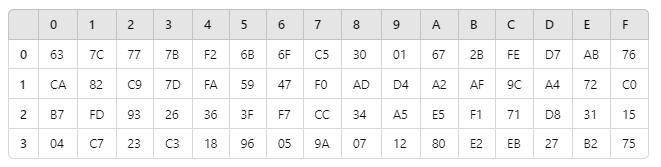 0 1 2 3 4 5 6 7 8 9 A B C D E F
0 63 7C 77 7B F2 6B 6F C5 30 01 67 2B FE D7 AB 76
1 CA 82 C9 7D FA 59 47 F0 AD D4 A2 AF 9C A4 72 C0
2 B7 FD 93 26 36 3F F7 CC 34 A5 E5 F1 71 D8 31 15
3 04 C7 23 C3 18 96 05 9A 07 12 80 E2 EB 27 B2 75